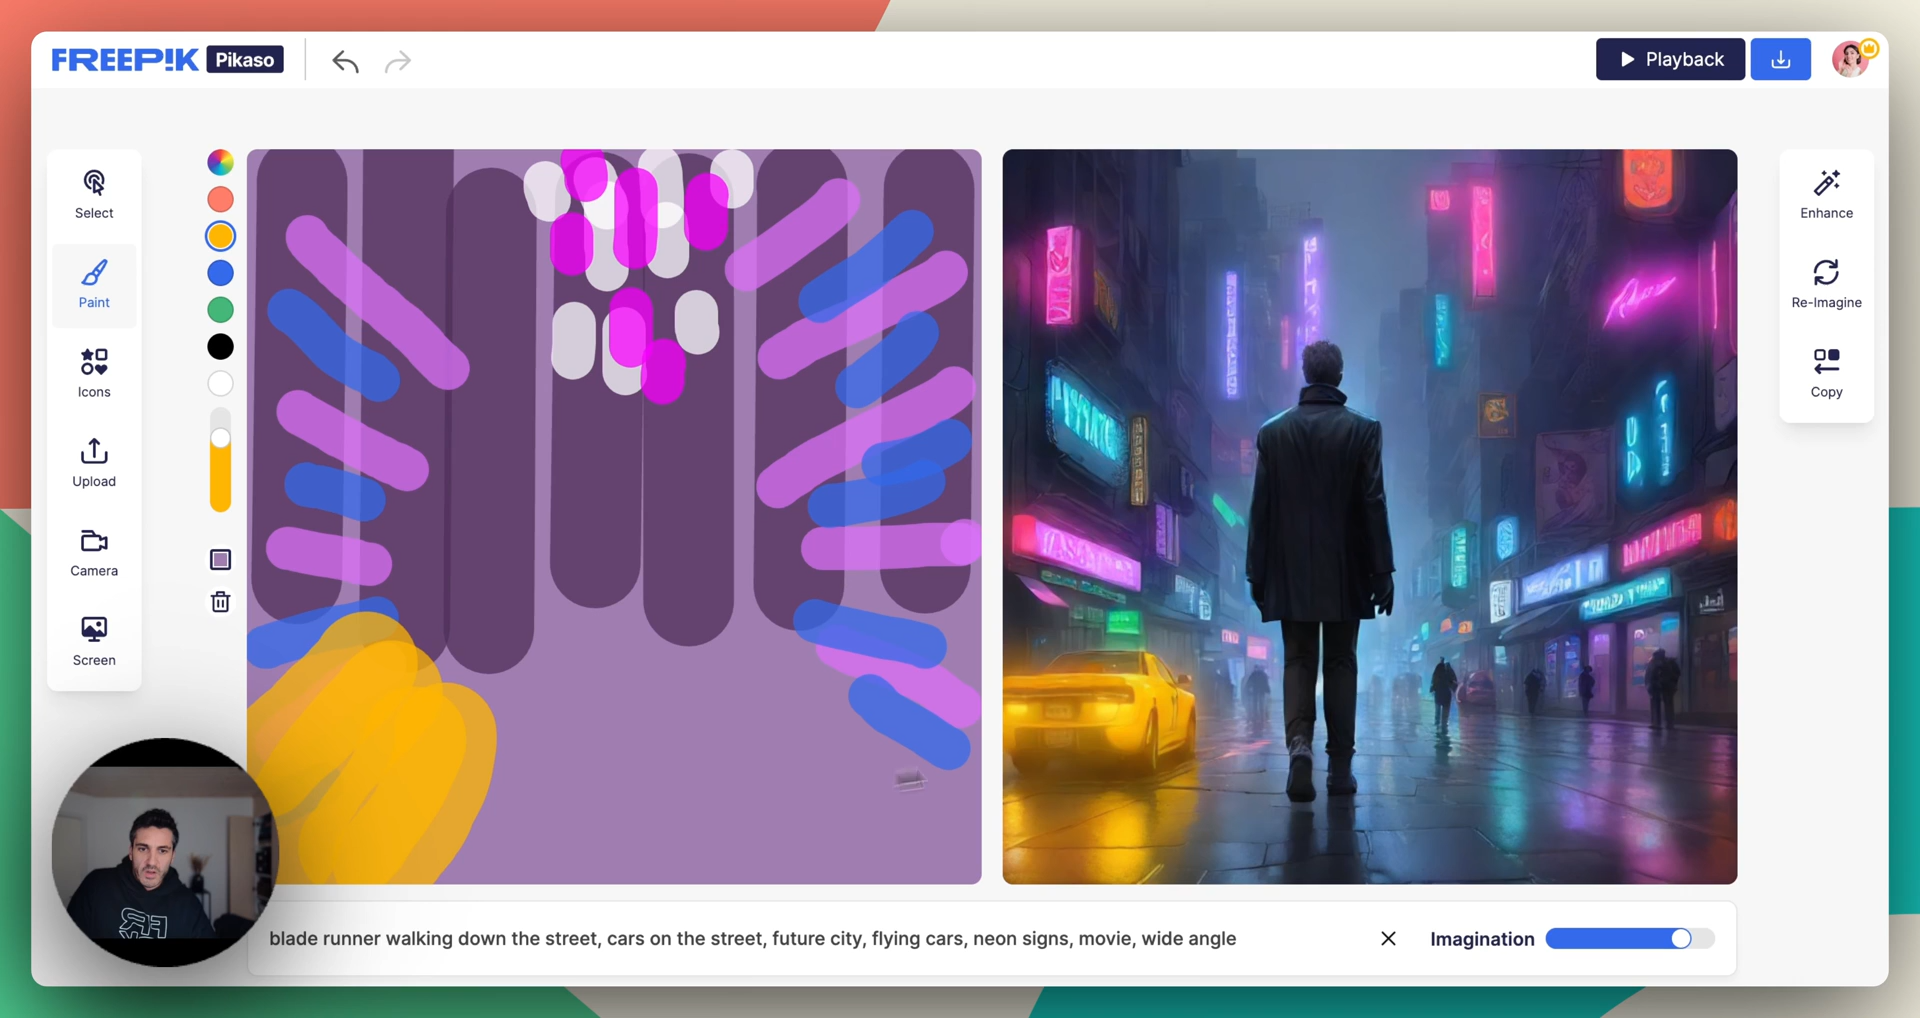 FREEP!K Pikaso
Playback
Select
Paint
Icons
Upload
Camera
Screen
Enhance
Re-Imagine
Copy
blade runner walking down the street, cars on the street, future city, flying cars, neon signs, movie, wide angle
Imagination